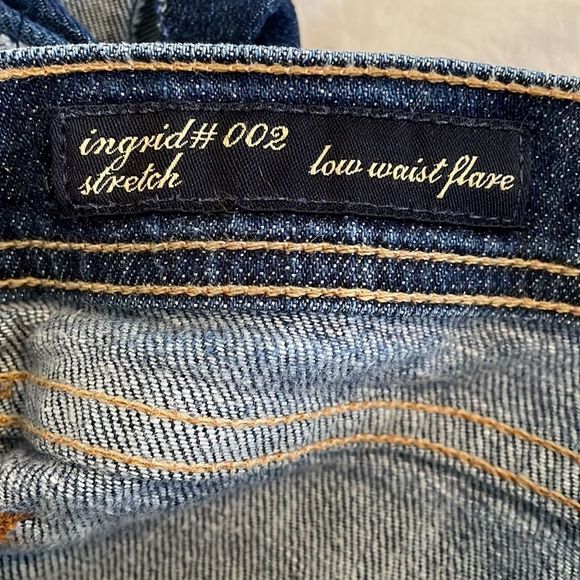 ingrid# 002
stretch low waist flare